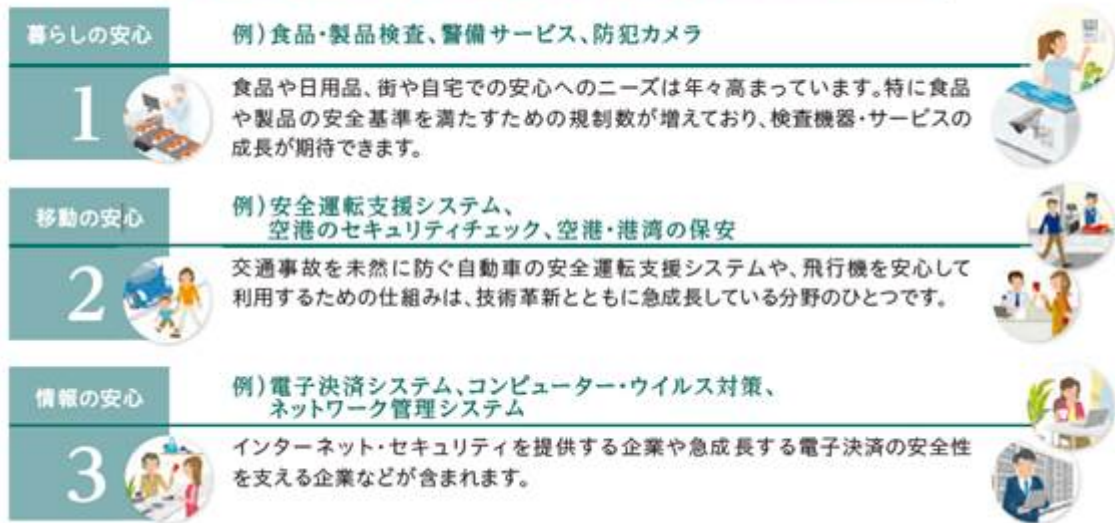 暮らしの安心
1
例)食品・製品検査、警備サービス、防犯カメラ
食品や日用品、街や自宅での安心へのニーズは年々高まっています。特に食品
や製品の安全基準を満たすための規制数が増えており、検査機器・サービスの
成長が期待できます。
移動の安心
2
例)安全運転支援システム、
空港のセキュリティチェック、空港・港湾の保安
交通事故を未然に防ぐ自動車の安全運転支援システムや、飛行機を安心して
利用するための仕組みは、技術革新とともに急成長している分野のひとつです。
情報の安心
3
例)電子決済システム、コンピューター・ウイルス対策、
ネットワーク管理システム
インターネット・セキュリティを提供する企業や急成長する電子決済の安全性
を支える企業などが含まれます。